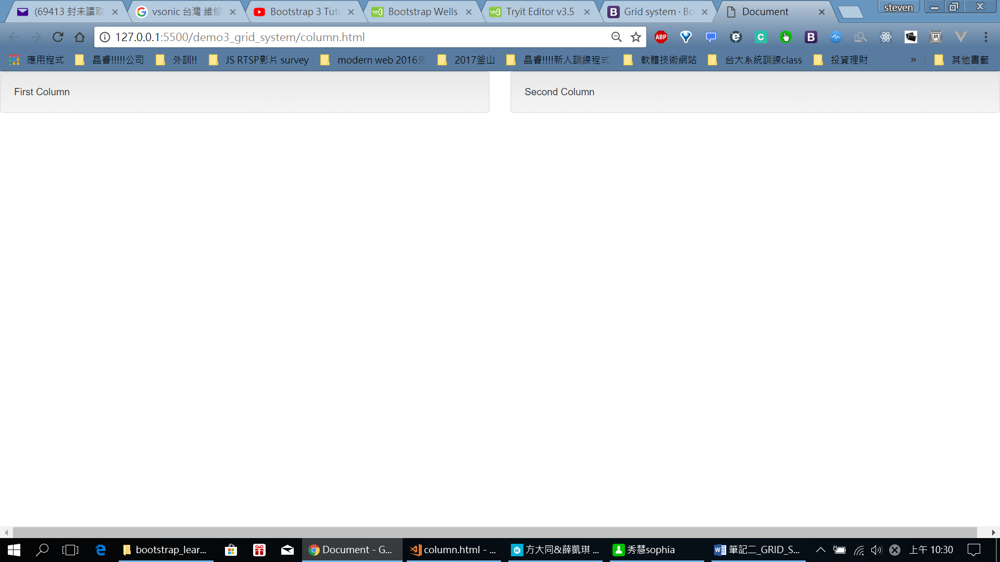 (69413 封未讀取
vsonic 台灣 維修
Bootstrap 3 Tuto
Bootstrap Wells
Tryit Editor v3.5
Grid system · Bo
Document
steven
127.0.0.1:5500/demo3_grid_system/column.html
ABP
應用程式
晶睿!!!!!公司
外訓!!
JS RTSP影片 survey
modern web 2016外
2017釜山
晶睿!!!!新人訓練程式
軟體技術網站
台大系統訓練class
投資理財
»
其他書籤
First Column
Second Column
bootstrap_lear...
Document - G...
column.html - ...
方大同&薛凱琪 ...
秀慧sophia
筆記二_GRID_S...
上午 10:30